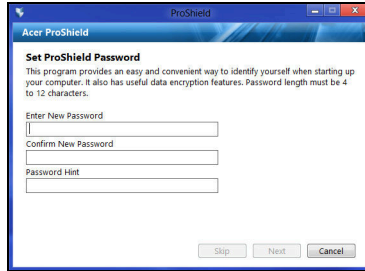 ProShield
Acer ProShield
Set ProShield Password
This program provides an easy and convenient way to identify yourself when starting up
your computer. It also has useful data encryption features. Password length must be 4
to 12 characters.
Enter New Password
Confirm New Password
Password Hint
Skip Next Cancel